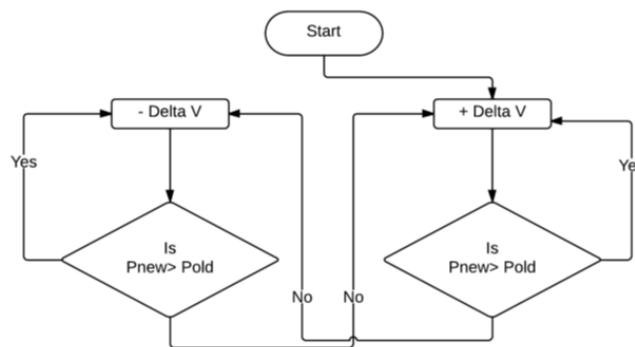 Start
- Delta V
+ Delta V
Yes
Ye
Is
Pnew> Pold
Is
Pnew> Pold
No
No